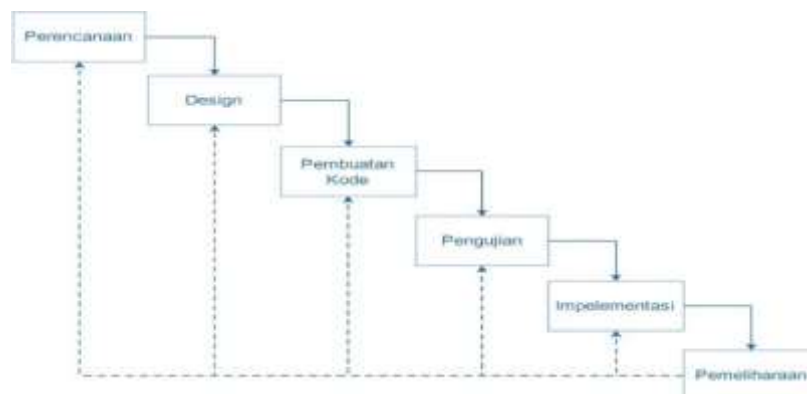 Perencanaan
Design
Pembuatan
Kode
Pengujian
Impelementasi
Pemeliharaan